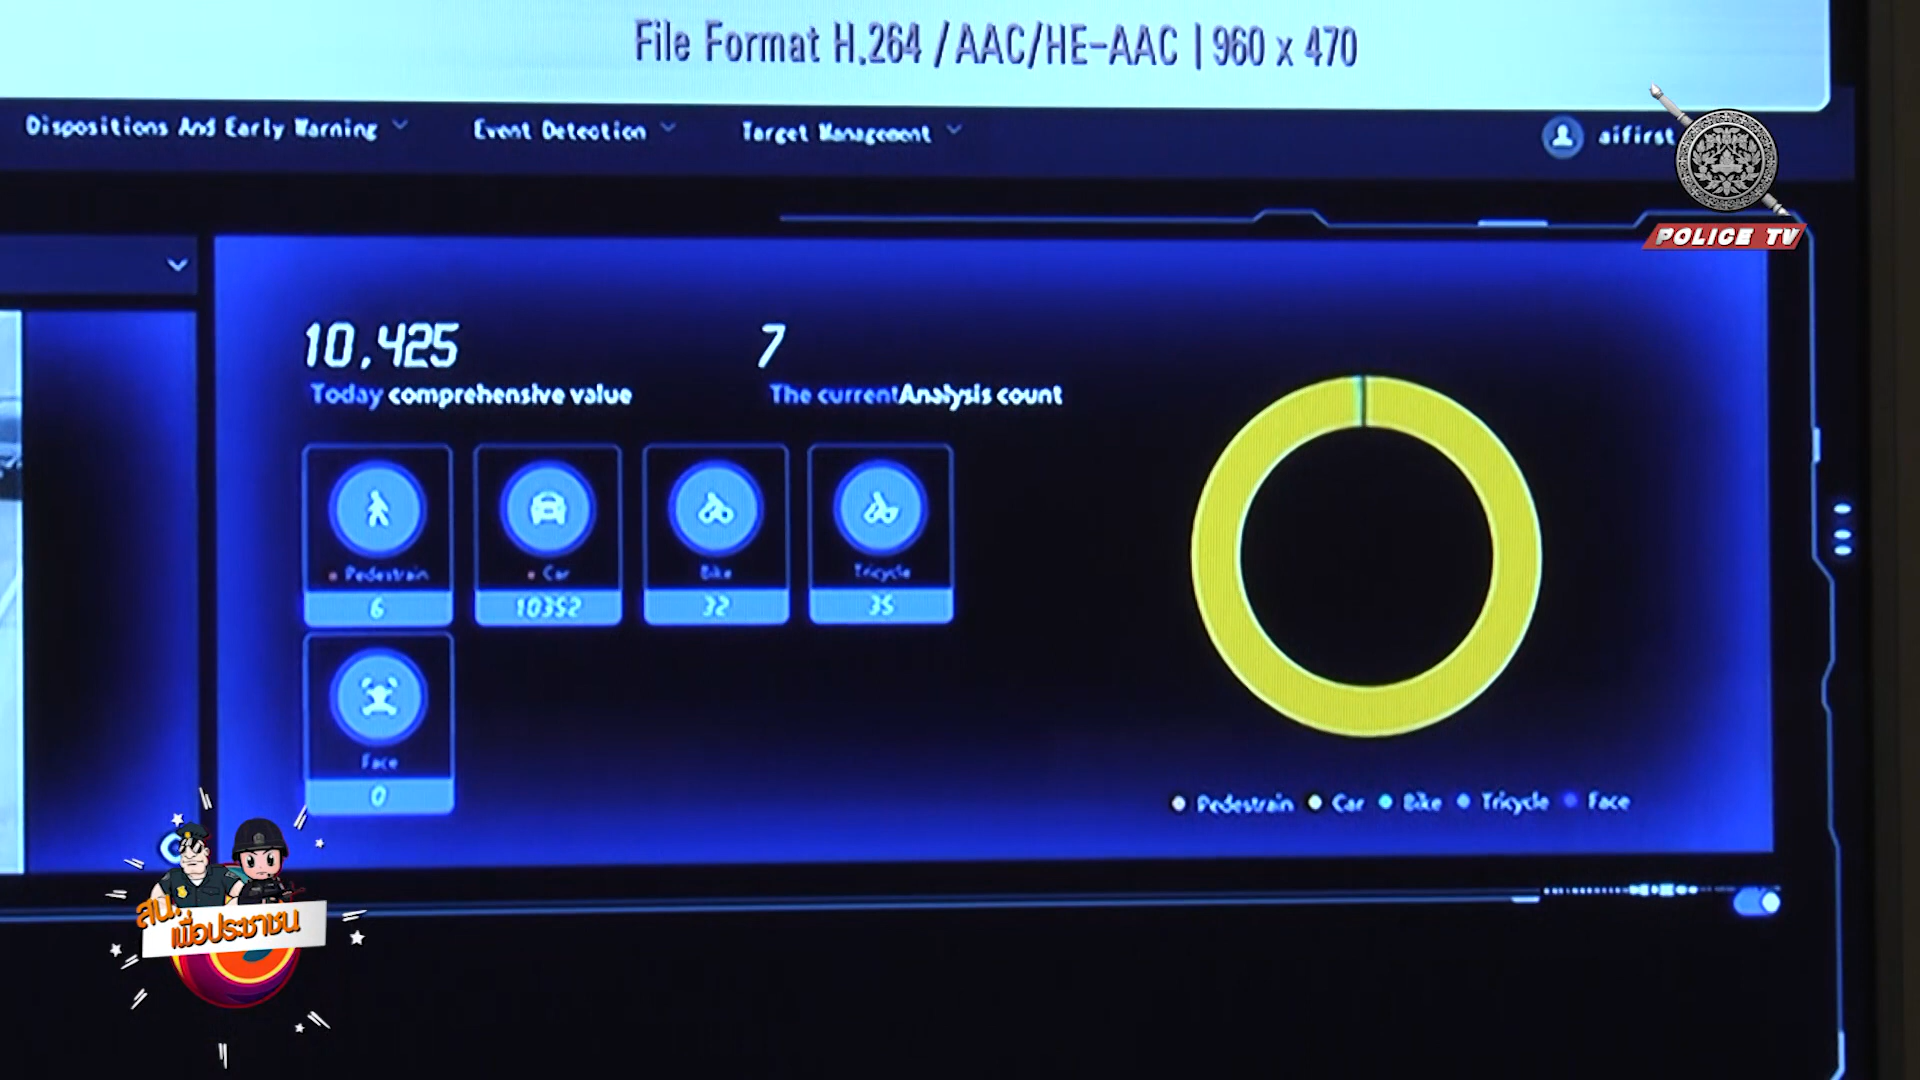 File Format H.264 /AAC/HE-AAC | 960 x 470
Dispositions And Early Warning
Event Detection
Target Management
aifirst
POLICE TV
10,425
7
Today comprehensive value
The currentAnalysis count
Pedestrain
Car
Bike
Tricycle
6
10352
32
35
Face
0
Pedestrain Car Bike Tricycle Face
สน.
เพื่อประชาชน